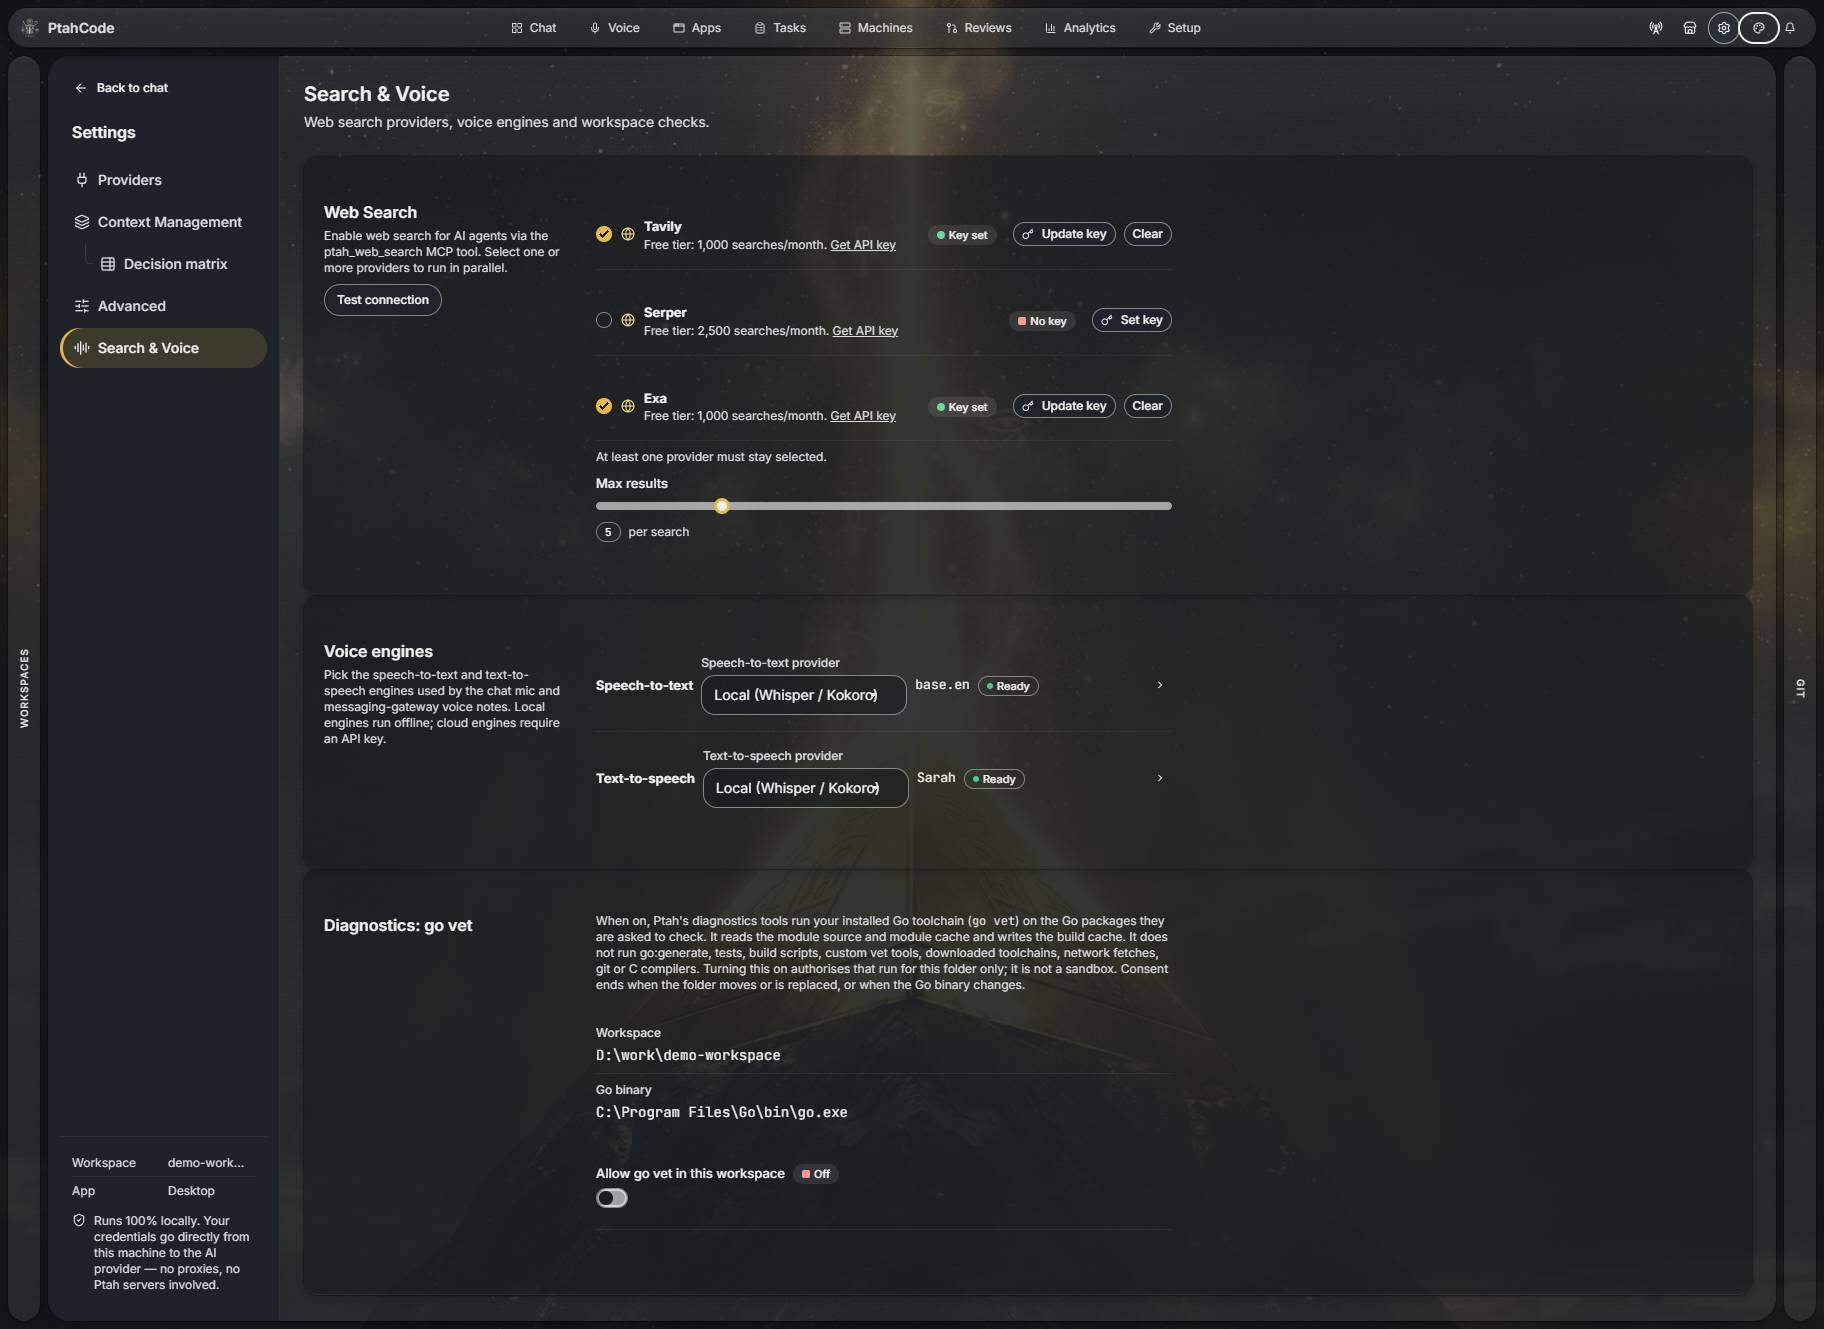 PtahCode
Chat
Voice
Apps
Tasks
Machines
Reviews
Analytics
Setup
WORKSPACES
Back to chat
Settings
Providers
Context Management
Decision matrix
Advanced
Search & Voice
Workspace demo-work...
App Desktop
Runs 100% locally. Your
credentials go directly from
this machine to the AI
provider — no proxies, no
Ptah servers involved.
Search & Voice
Web search providers, voice engines and workspace checks.
Web Search
Enable web search for AI agents via the
ptah_web_search MCP tool. Select one or
more providers to run in parallel.
Test connection
Tavily
Free tier: 1,000 searches/month. Get API key
Key set
Update key
Clear
Serper
Free tier: 2,500 searches/month. Get API key
No key
Set key
Exa
Free tier: 1,000 searches/month. Get API key
Key set
Update key
Clear
At least one provider must stay selected.
Max results
5 per search
Voice engines
Pick the speech-to-text and text-to-
speech engines used by the chat mic and
messaging-gateway voice notes. Local
engines run offline; cloud engines require
an API key.
Speech-to-text provider
Speech-to-text
Local (Whisper / Kokoro)
base.en
Ready
Text-to-speech provider
Text-to-speech
Local (Whisper / Kokoro)
Sarah
Ready
Diagnostics: go vet
When on, Ptah's diagnostics tools run your installed Go toolchain (go vet) on the Go packages they
are asked to check. It reads the module source and module cache and writes the build cache. It does
not run go:generate, tests, build scripts, custom vet tools, downloaded toolchains, network fetches,
git or C compilers. Turning this on authorises that run for this folder only; it is not a sandbox. Consent
ends when the folder moves or is replaced, or when the Go binary changes.
Workspace
D:\work\demo-workspace
Go binary
C:\Program Files\Go\bin\go.exe
Allow go vet in this workspace
Off
GIT